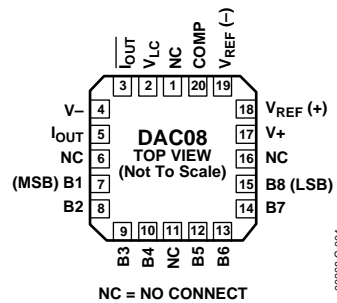 I̅O̅U̅T̅
VLC
NC
COMP
VREF (–)
3 2 1 20 19
V– 4
IOUT 5
NC 6
(MSB) B1 7
B2 8
DAC08
TOP VIEW
(Not To Scale)
18 VREF (+)
17 V+
16 NC
15 B8 (LSB)
14 B7
9 10 11 12 13
B3
B4
NC
B5
B6
NC = NO CONNECT